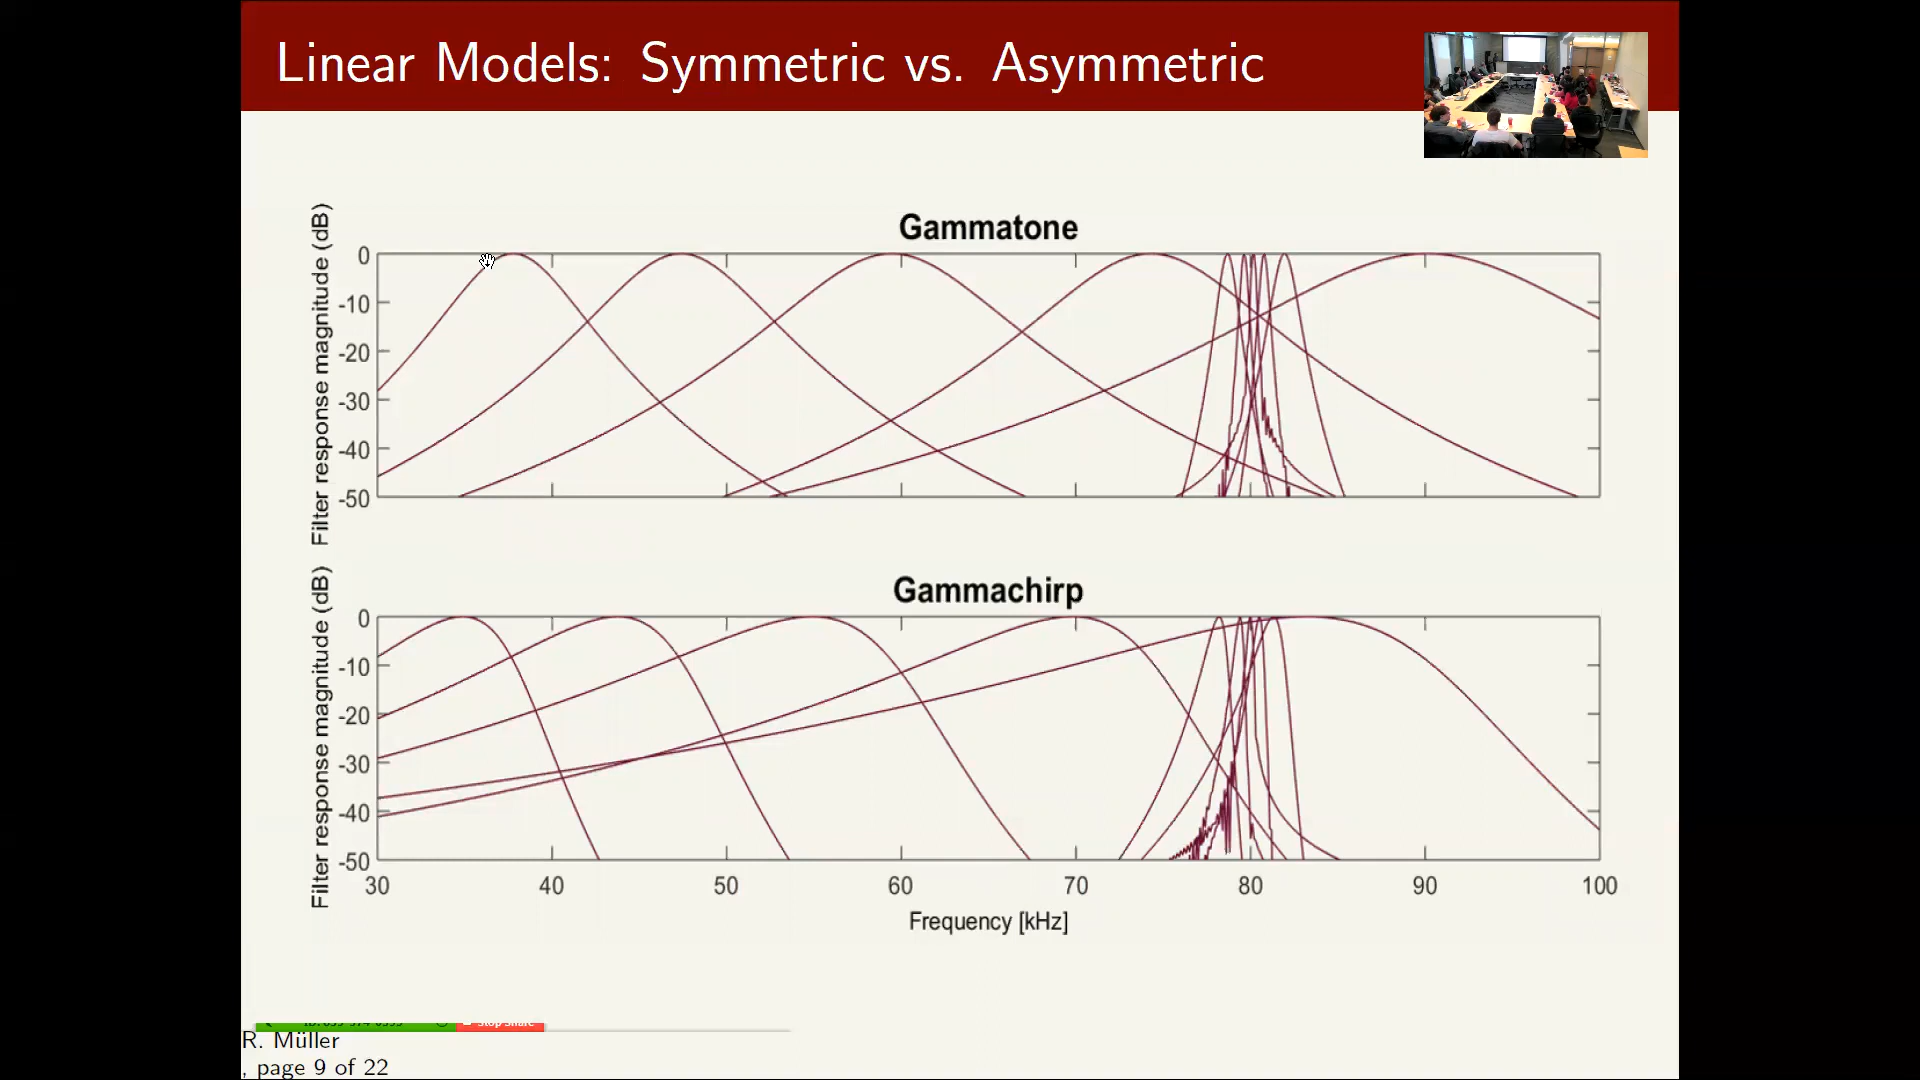 Linear Models: Symmetric vs. Asymmetric
Gammatone
Filter response magnitude (dB)
0
-10
-20
-30
-40
-50
Gammachirp
Filter response magnitude (dB)
0
-10
-20
-30
-40
-50
30 40 50 60 70 80 90 100
Frequency [kHz]
Stop Share
R. Müller
, page 9 of 22